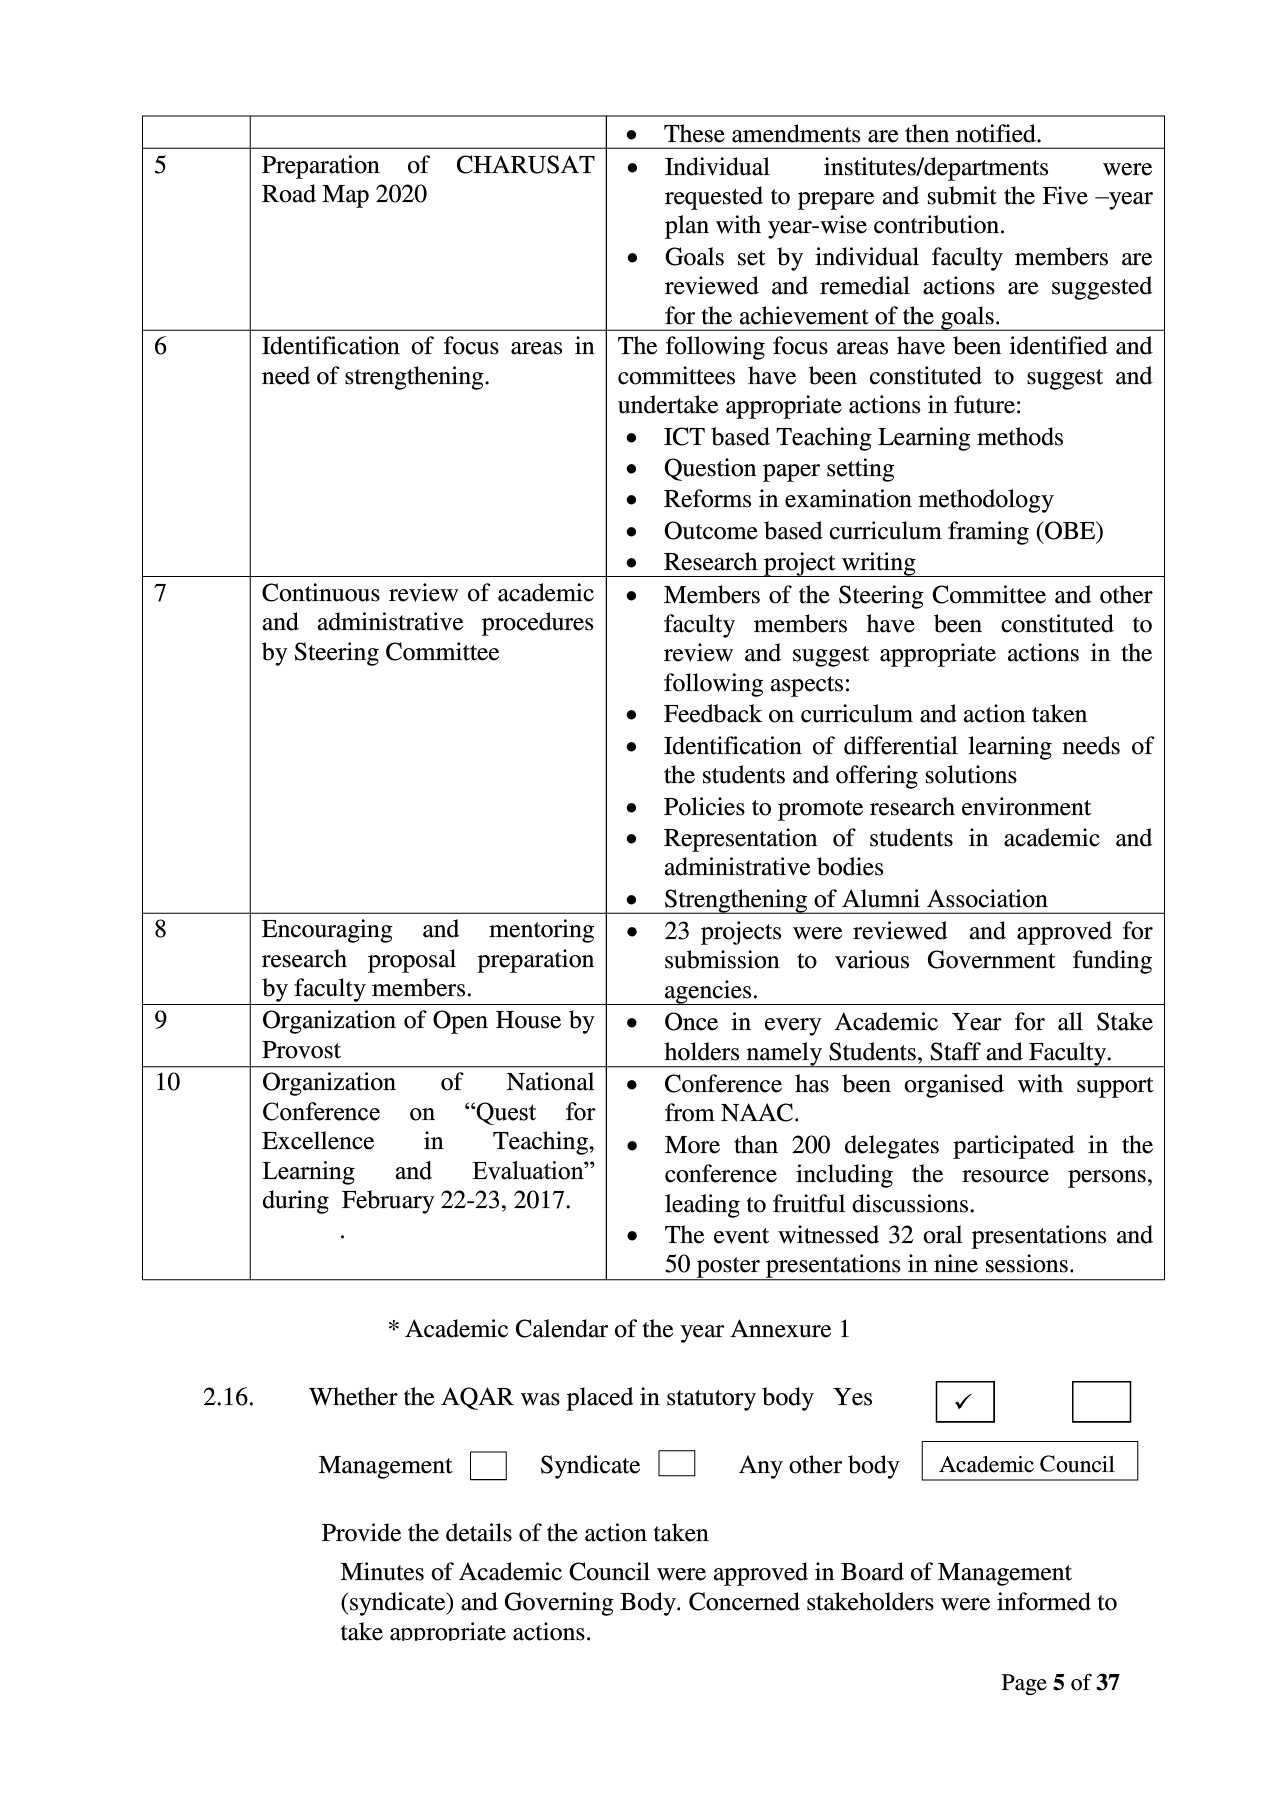 • These amendments are then notified.
5 Preparation of CHARUSAT
Road Map 2020
• Individual institutes/departments were
requested to prepare and submit the Five –year
plan with year-wise contribution.
• Goals set by individual faculty members are
reviewed and remedial actions are suggested
for the achievement of the goals.
6 Identification of focus areas in
need of strengthening.
The following focus areas have been identified and
committees have been constituted to suggest and
undertake appropriate actions in future:
• ICT based Teaching Learning methods
• Question paper setting
• Reforms in examination methodology
• Outcome based curriculum framing (OBE)
• Research project writing
7 Continuous review of academic
and administrative procedures
by Steering Committee
• Members of the Steering Committee and other
faculty members have been constituted to
review and suggest appropriate actions in the
following aspects:
• Feedback on curriculum and action taken
• Identification of differential learning needs of
the students and offering solutions
• Policies to promote research environment
• Representation of students in academic and
administrative bodies
• Strengthening of Alumni Association
8 Encouraging and mentoring
research proposal preparation
by faculty members.
• 23 projects were reviewed and approved for
submission to various Government funding
agencies.
9 Organization of Open House by
Provost
• Once in every Academic Year for all Stake
holders namely Students, Staff and Faculty.
10 Organization of National
Conference on “Quest for
Excellence in Teaching,
Learning and Evaluation”
during February 22-23, 2017.
.
• Conference has been organised with support
from NAAC.
• More than 200 delegates participated in the
conference including the resource persons,
leading to fruitful discussions.
• The event witnessed 32 oral presentations and
50 poster presentations in nine sessions.
* Academic Calendar of the year Annexure 1
2.16. Whether the AQAR was placed in statutory body Yes ✓
Management Syndicate Any other body Academic Council
Provide the details of the action taken
Minutes of Academic Council were approved in Board of Management
(syndicate) and Governing Body. Concerned stakeholders were informed to
take appropriate actions.
Page 5 of 37